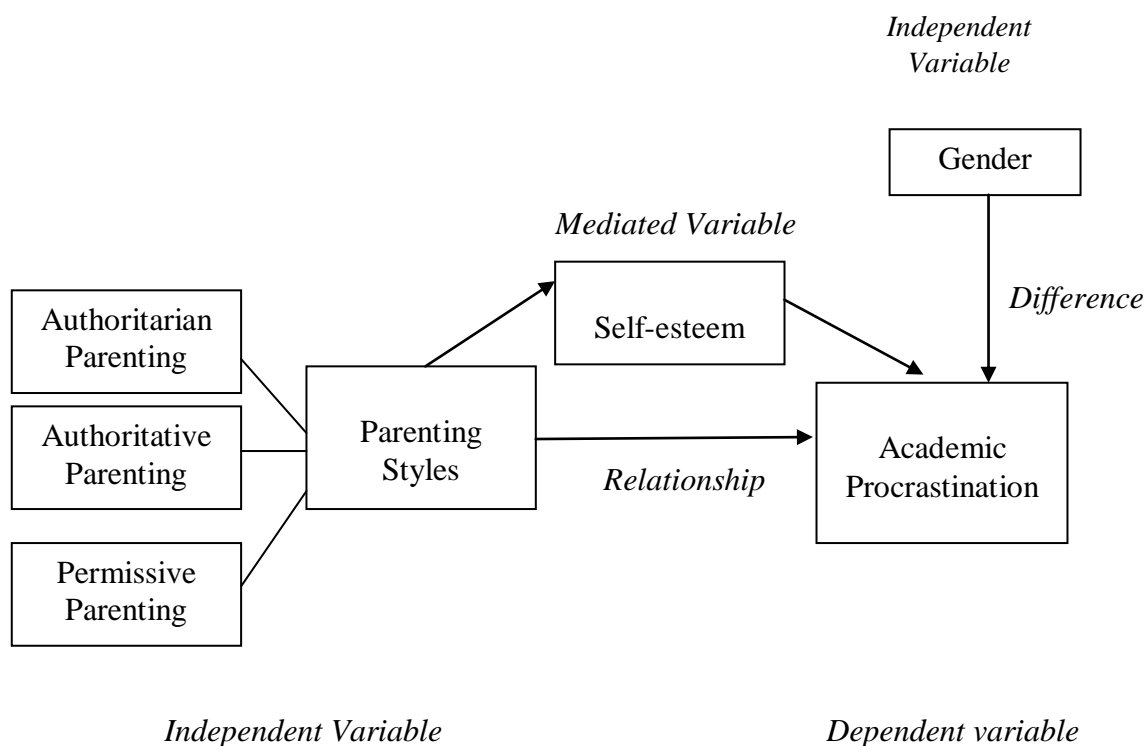 Independent
Variable
Gender
Mediated Variable
Self-esteem
Difference
Authoritarian
Parenting
Authoritative
Parenting
Permissive
Parenting
Parenting
Styles
Relationship
Academic
Procrastination
Independent Variable
Dependent variable